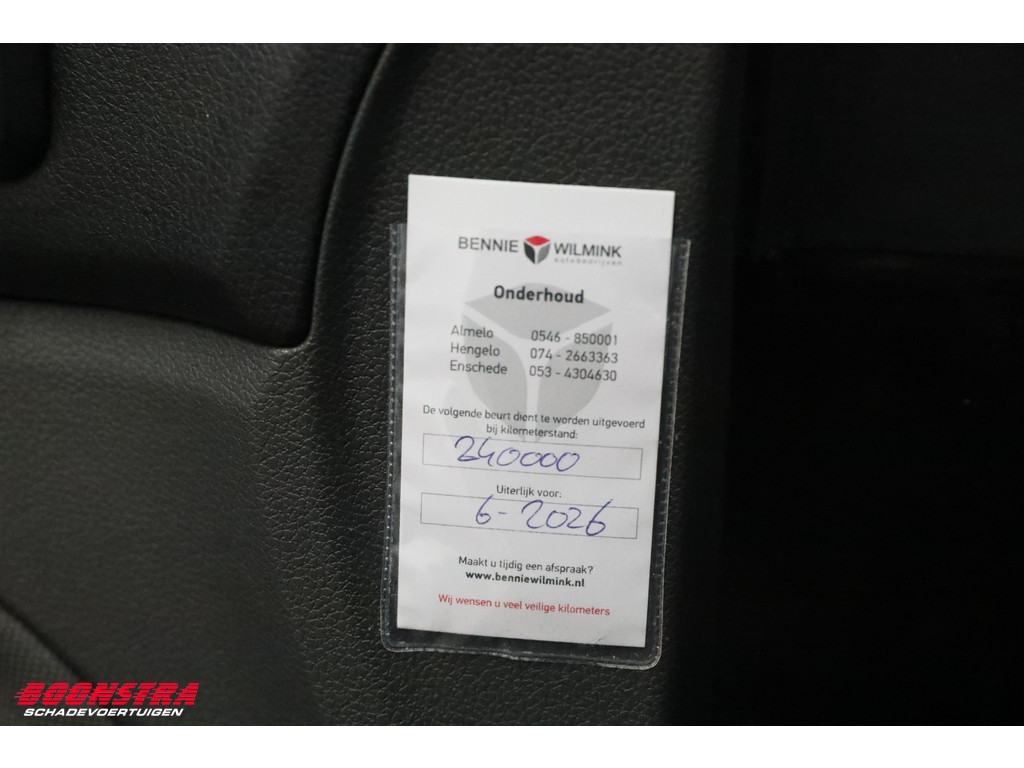 BENNIE WILMINK
autobedrijven
Onderhoud
Almelo 0546 - 850001
Hengelo 074 - 2663363
Enschede 053 - 4304630
De volgende beurt dient te worden uitgevoerd
bij kilometerstand:
240000
Uiterlijk voor:
6-2026
Maakt u tijdig een afspraak?
www.benniewilmink.nl
Wij wensen u veel veilige kilometers
BOONSTRA
SCHADEVOERTUIGEN